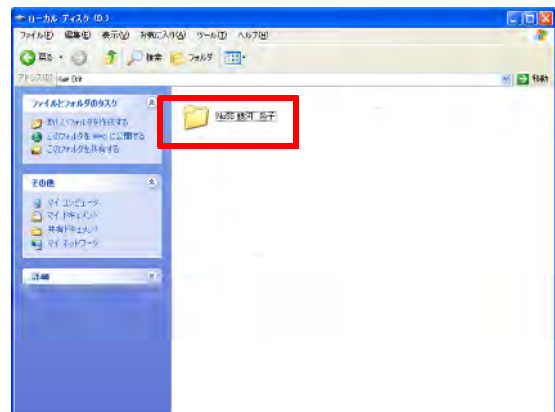 ローカル ディスク (D:)
ファイル(F) 編集(E) 表示(V) お気に入り(A) ツール(T) ヘルプ(H)
戻る 検索 フォルダ
アドレス(D) 移動
ファイルとフォルダのタスク
新しいフォルダを作成する
このフォルダを Web に公開する
このフォルダを共有する
その他
マイ コンピュータ
マイ ドキュメント
共有ドキュメント
マイ ネットワーク
詳細